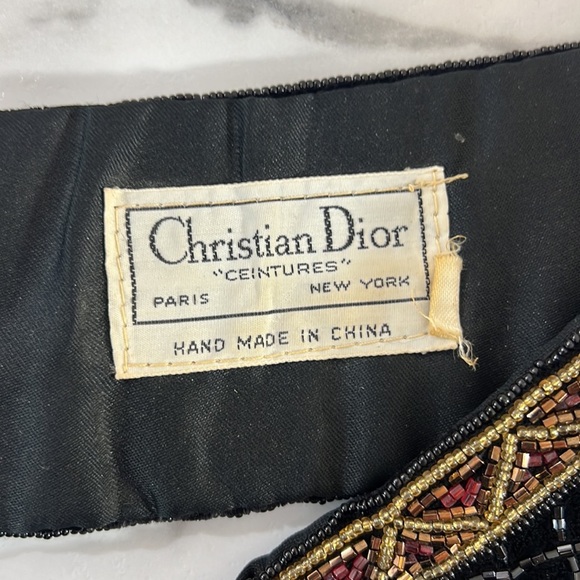 Christian Dior
"CEINTURES"
PARIS NEW YORK
HAND MADE IN CHINA